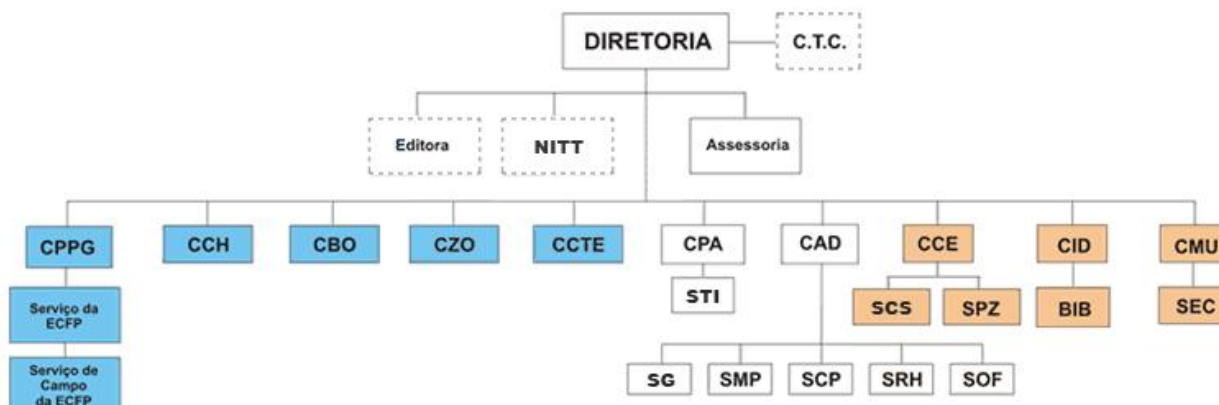 DIRETORIA
C.T.C.
Editora
NITT
Assessoria
CPPG
CCH
CBO
CZO
CCTE
CPA
CAD
CCE
CID
CMU
Serviço da
ECFP
STI
SCS
SPZ
BIB
SEC
Serviço de
Campo
da ECFP
SG
SMP
SCP
SRH
SOF